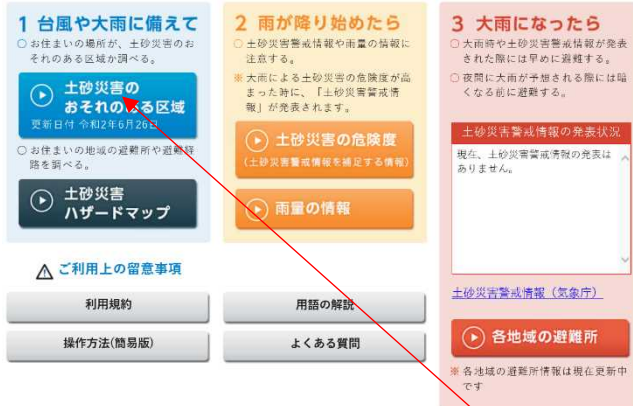 1 台風や大雨に備えて
○ お住まいの場所が、土砂災害のお
それのある区域か調べる。
土砂災害の
おそれのある区域
更新日付 令和2年6月26日
○ お住まいの地域の避難所や避難経
路を調べる。
土砂災害
ハザードマップ
2 雨が降り始めたら
○ 土砂災害警戒情報や雨量の情報に
注意する。
※ 大雨による土砂災害の危険度が高
まった時に、「土砂災害警戒情
報」が発表されます。
土砂災害の危険度
(土砂災害警戒情報を補足する情報)
雨量の情報
3 大雨になったら
○ 大雨時や土砂災害警戒情報が発表
された際には早めに避難する。
○ 夜間に大雨が予想される際には暗
くなる前に避難する。
土砂災害警戒情報の発表状況
現在、土砂災害警戒情報の発表は
ありません。
土砂災害警戒情報(気象庁)
各地域の避難所
※ 各地域の避難所情報は現在更新中
です
ご利用上の留意事項
利用規約
用語の解説
操作方法(簡易版)
よくある質問